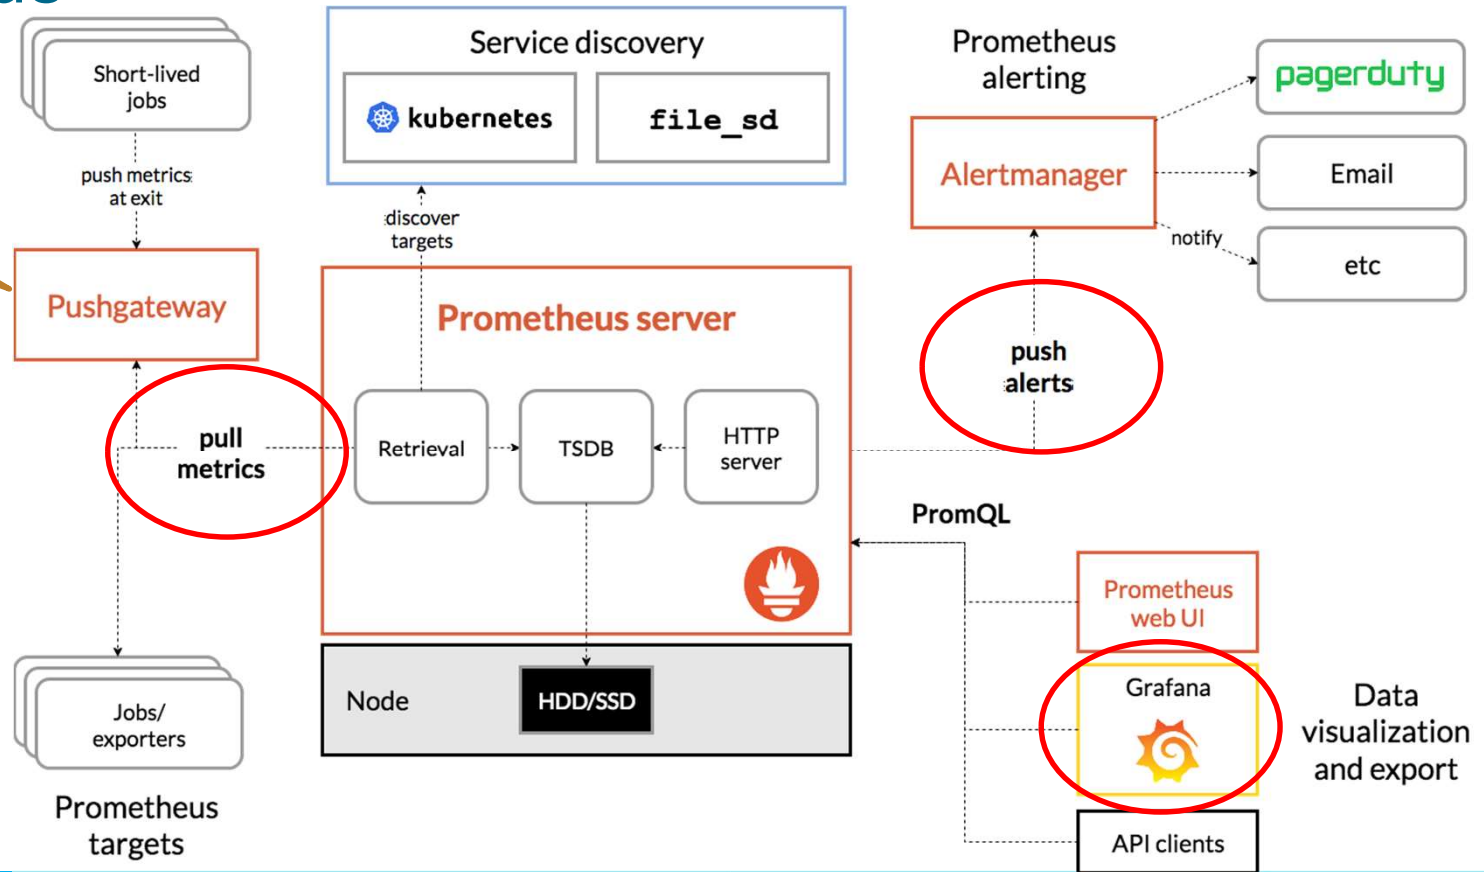 Short-lived
jobs
push metrics
at exit
Pushgateway
pull
metrics
Jobs/
exporters
Prometheus
targets
Service discovery
kubernetes
file_sd
discover
targets
Prometheus server
Retrieval
TSDB
HTTP
server
Node
HDD/SSD
Prometheus
alerting
Alertmanager
pagerduty
Email
etc
notify
push
alerts
PromQL
Prometheus
web UI
Grafana
API clients
Data
visualization
and export